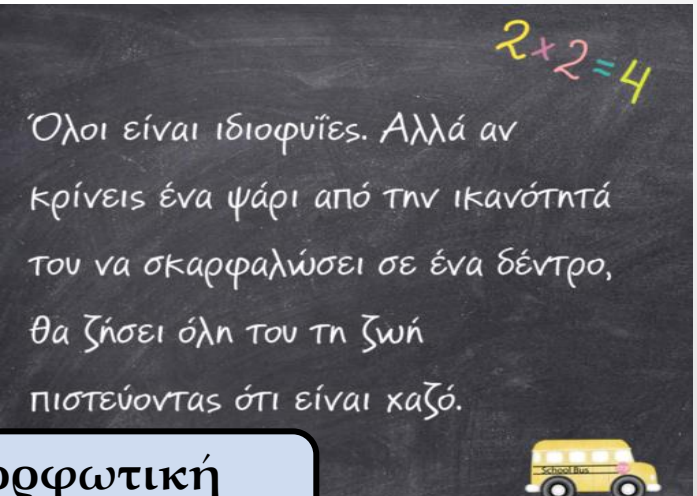 2×2=4
Όλοι είναι ιδιοφυΐες. Αλλά αν
κρίνεις ένα ψάρι από την ικανότητά
του να σκαρφαλώσει σε ένα δέντρο,
θα ζήσει όλη του τη ζωή
πιστεύοντας ότι είναι χαζό.
School Bus